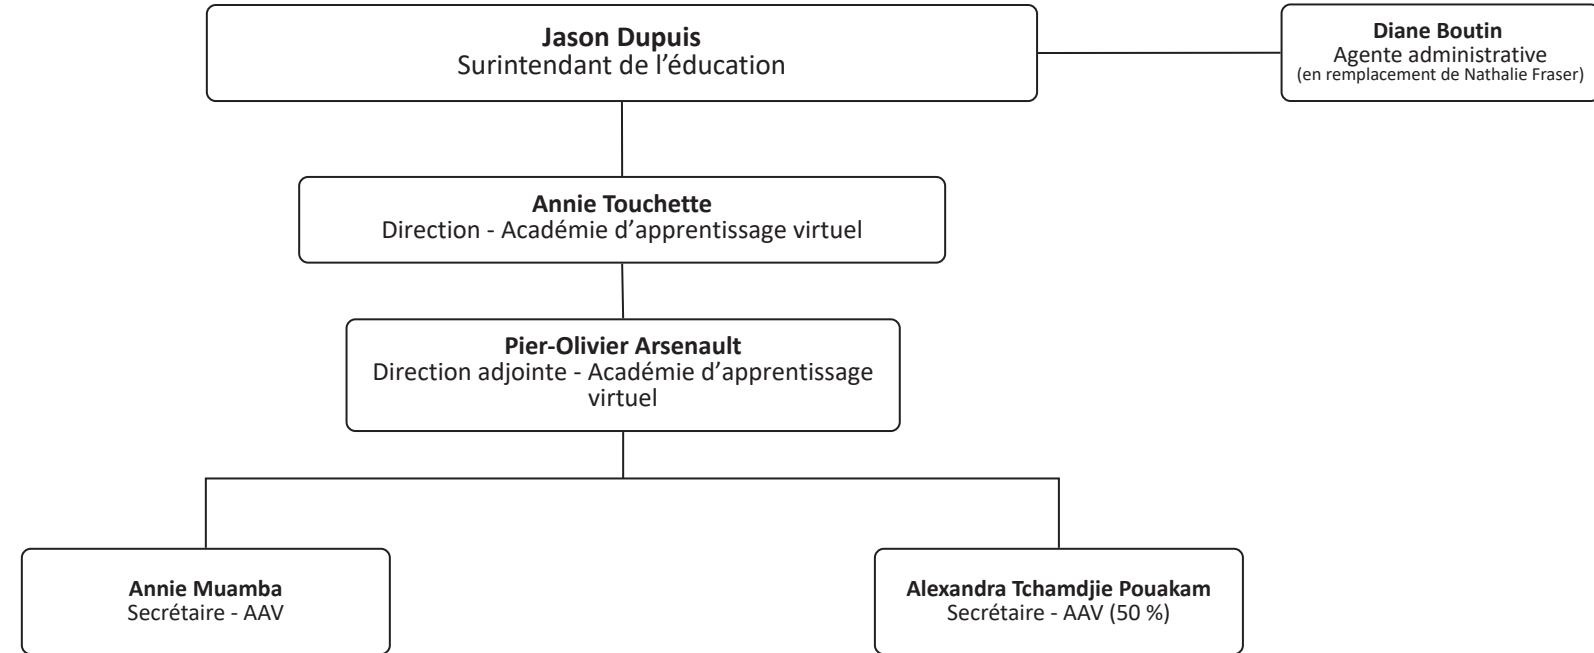 Jason Dupuis
Surintendant de l’éducation
Diane Boutin
Agente administrative
(en remplacement de Nathalie Fraser)
Annie Touchette
Direction - Académie d’apprentissage virtuel
Pier-Olivier Arsenault
Direction adjointe - Académie d’apprentissage
virtuel
Annie Muamba
Secrétaire - AAV
Alexandra Tchamdjie Pouakam
Secrétaire - AAV (50 %)